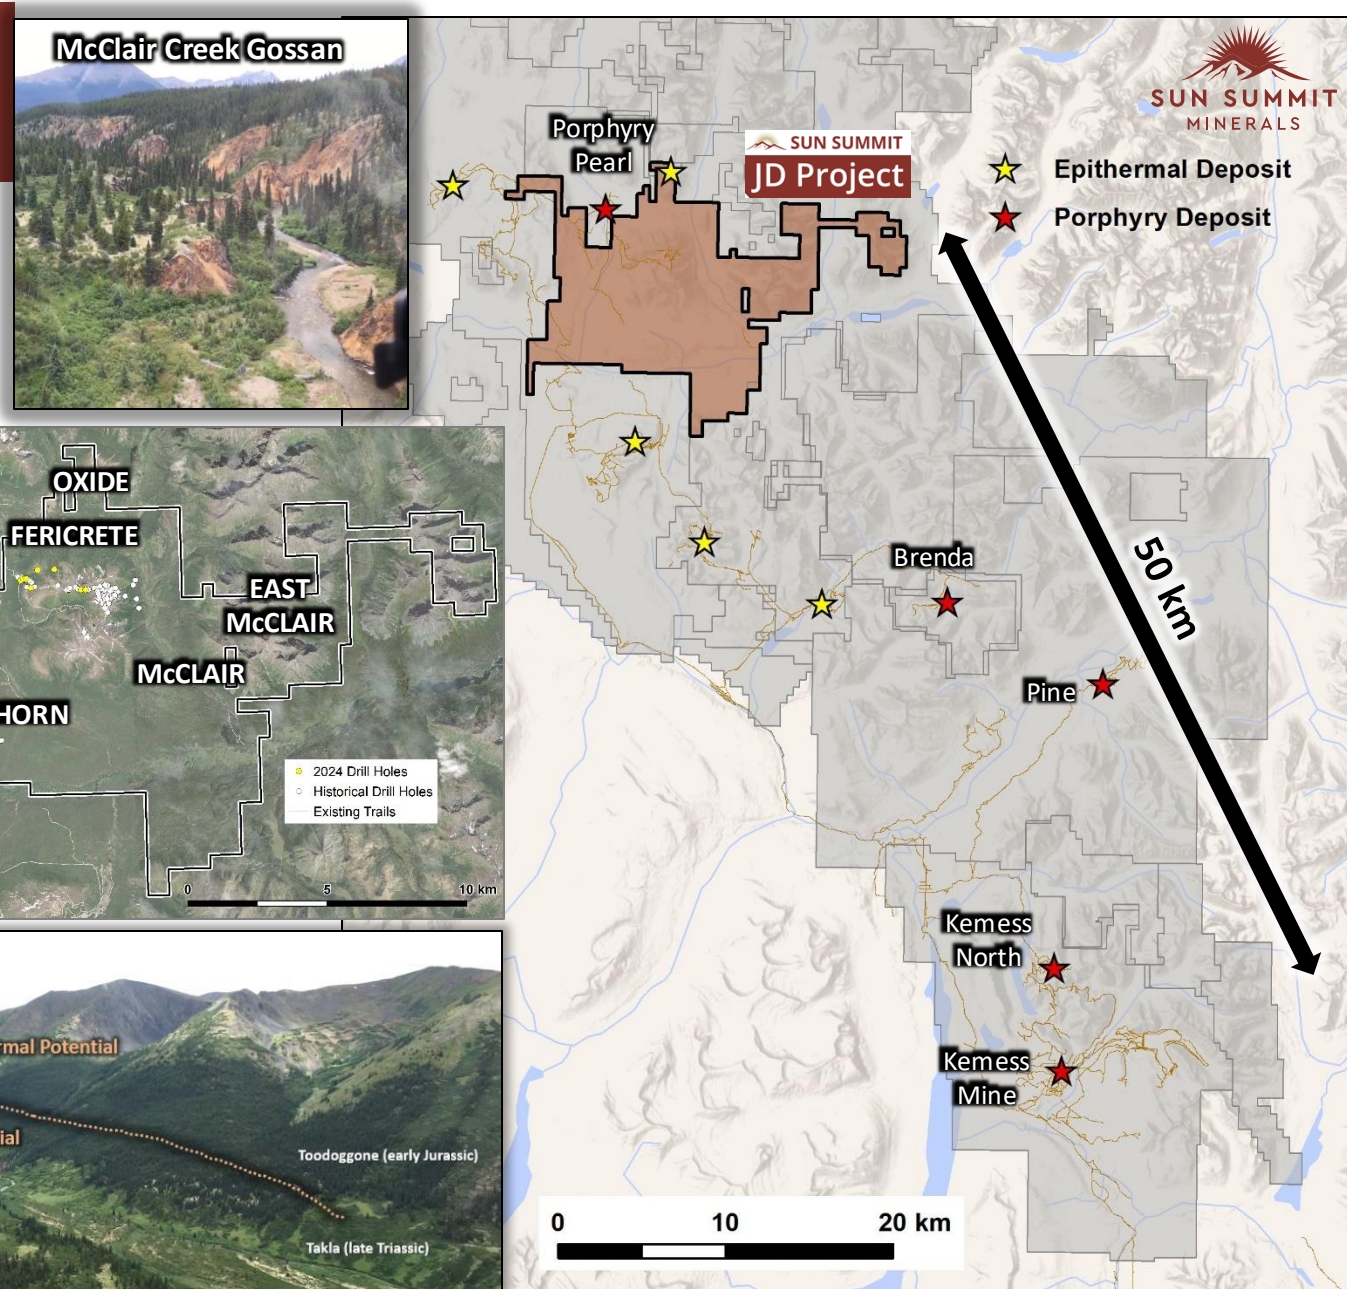 McClair Creek Gossan
SUN SUMMIT
MINERALS
Porphyry
Pearl
SUN SUMMIT
JD Project
Epithermal Deposit
Porphyry Deposit
50 km
Brenda
Pine
Kemess
North
Kemess
Mine
0 10 20 km
OXIDE
FERICRETE
EAST
McCLAIR
McCLAIR
HORN
2024 Drill Holes
Historical Drill Holes
Existing Trails
0 5 10 km
rmal Potential
ial
Toodoggone (early Jurassic)
Takla (late Triassic)